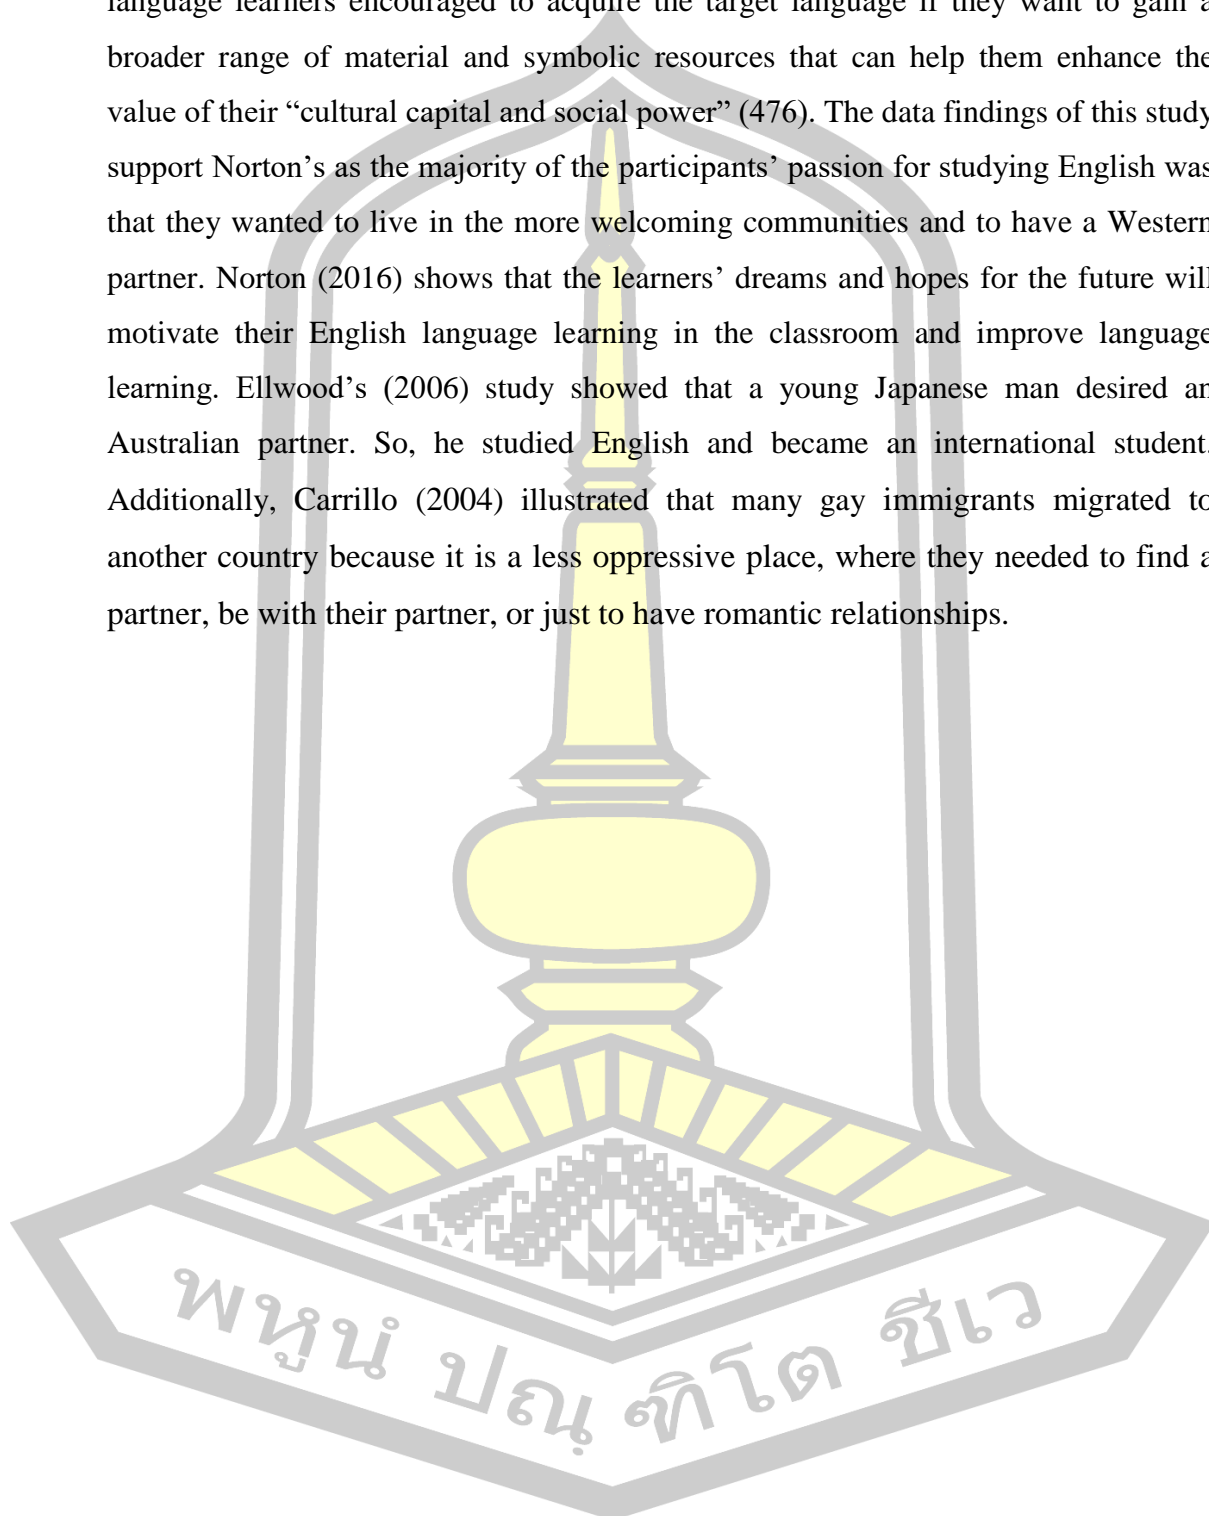 language learners encouraged to acquire the target language if they want to gain a
broader range of material and symbolic resources that can help them enhance the
value of their “cultural capital and social power” (476). The data findings of this study
support Norton’s as the majority of the participants’ passion for studying English was
that they wanted to live in the more welcoming communities and to have a Western
partner. Norton (2016) shows that the learners’ dreams and hopes for the future will
motivate their English language learning in the classroom and improve language
learning. Ellwood’s (2006) study showed that a young Japanese man desired an
Australian partner. So, he studied English and became an international student.
Additionally, Carrillo (2004) illustrated that many gay immigrants migrated to
another country because it is a less oppressive place, where they needed to find a
partner, be with their partner, or just to have romantic relationships.
พหูนํ ปณฺฑิโต ชีเว